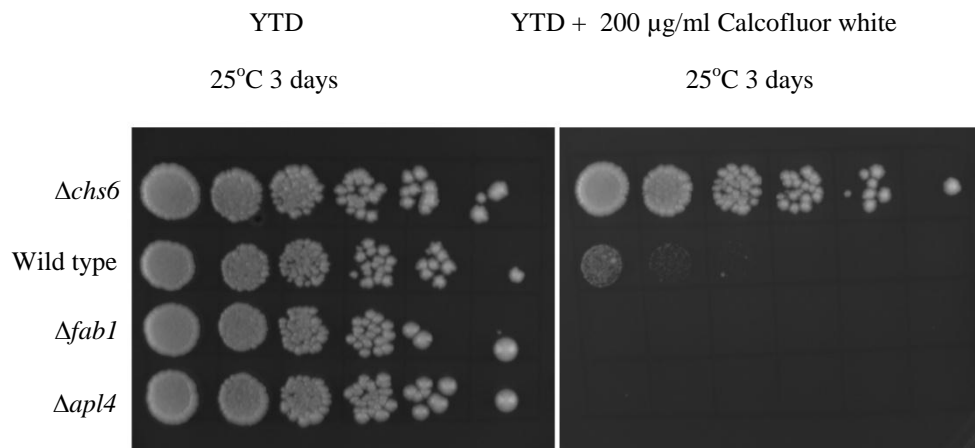 YTD YTD + 200 µg/ml Calcofluor white
25°C 3 days 25°C 3 days
Δchs6
Wild type
Δfab1
Δapl4